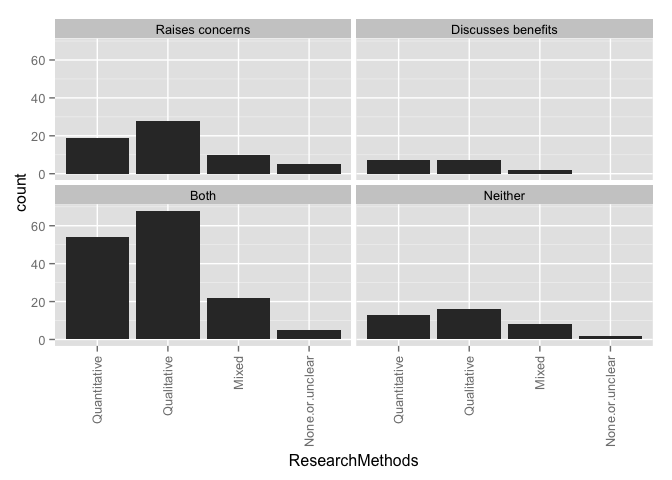 Raises concerns
Discusses benefits
60
40
20
0
count
Both
Neither
60
40
20
0
Quantitative
Qualitative
Mixed
None.or.unclear
Quantitative
Qualitative
Mixed
None.or.unclear
ResearchMethods